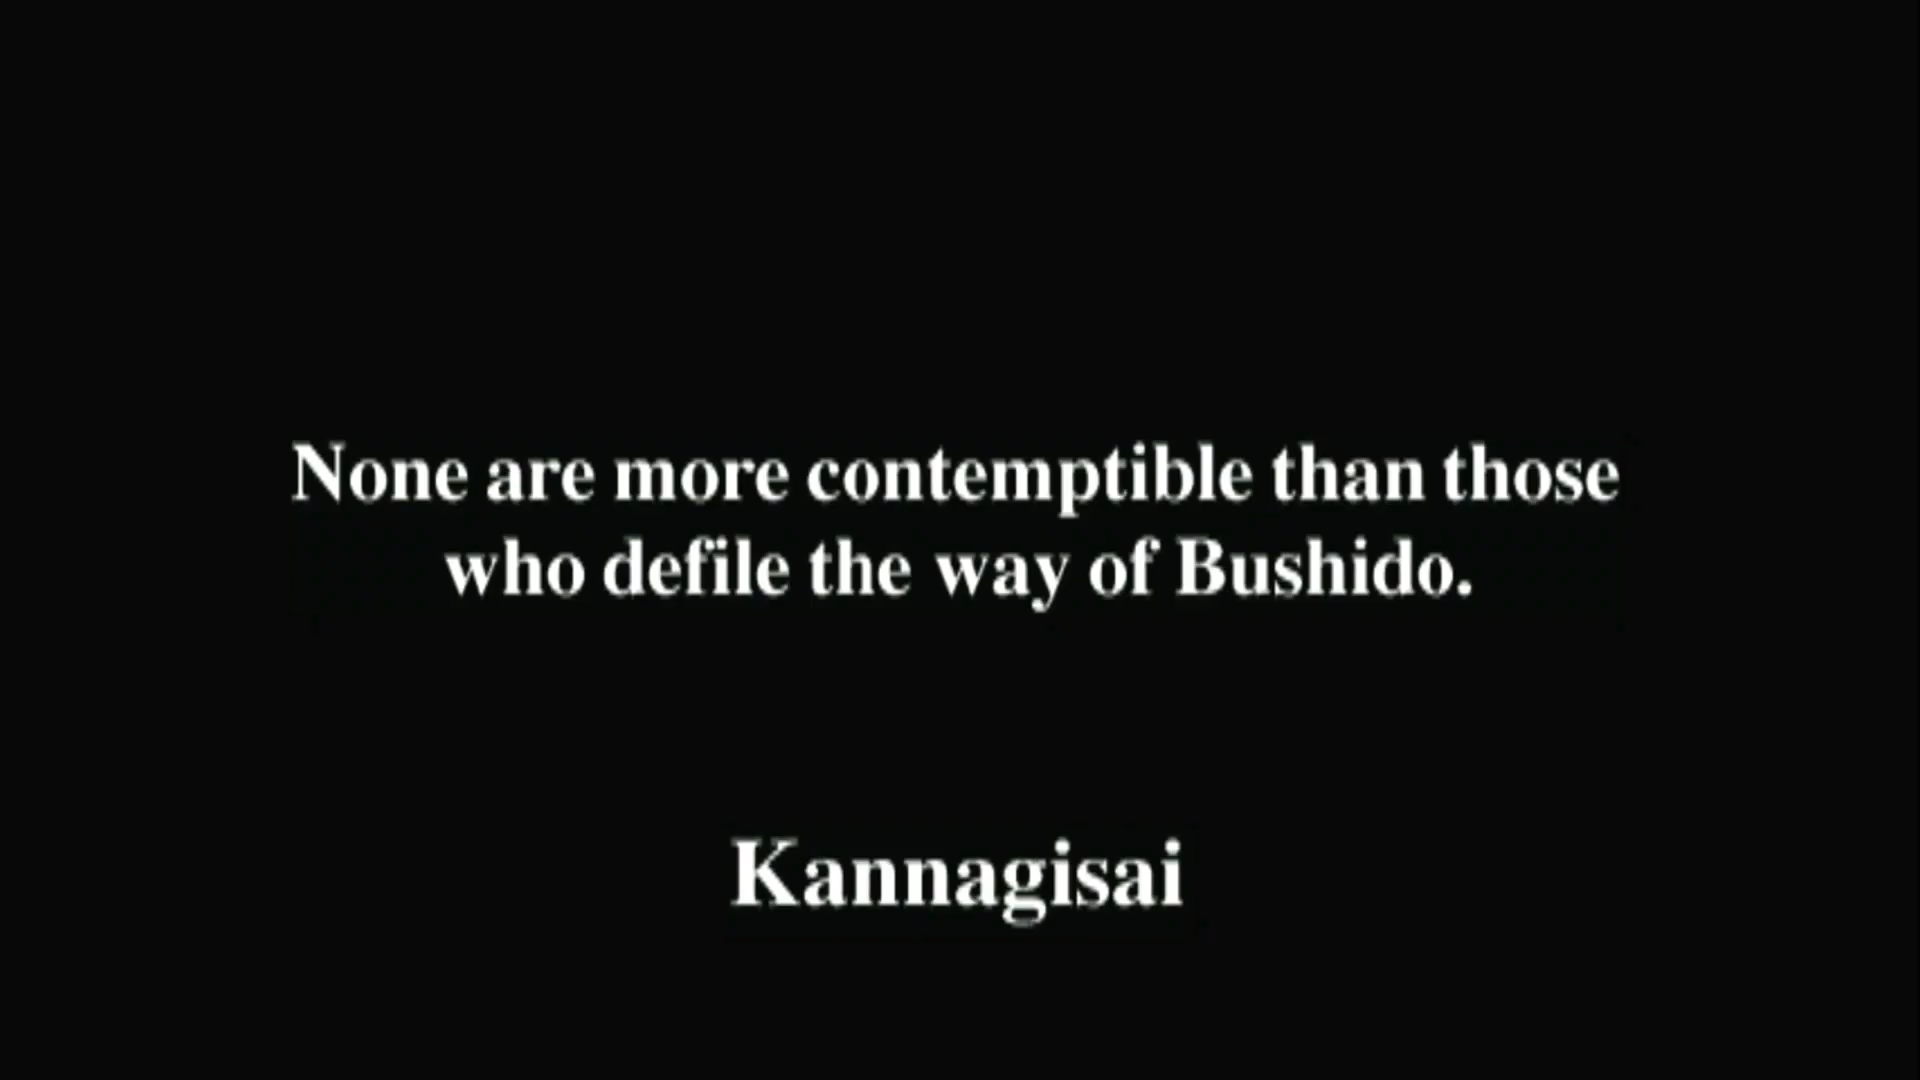 None are more contemptible than those
who defile the way of Bushido.
Kannagisai